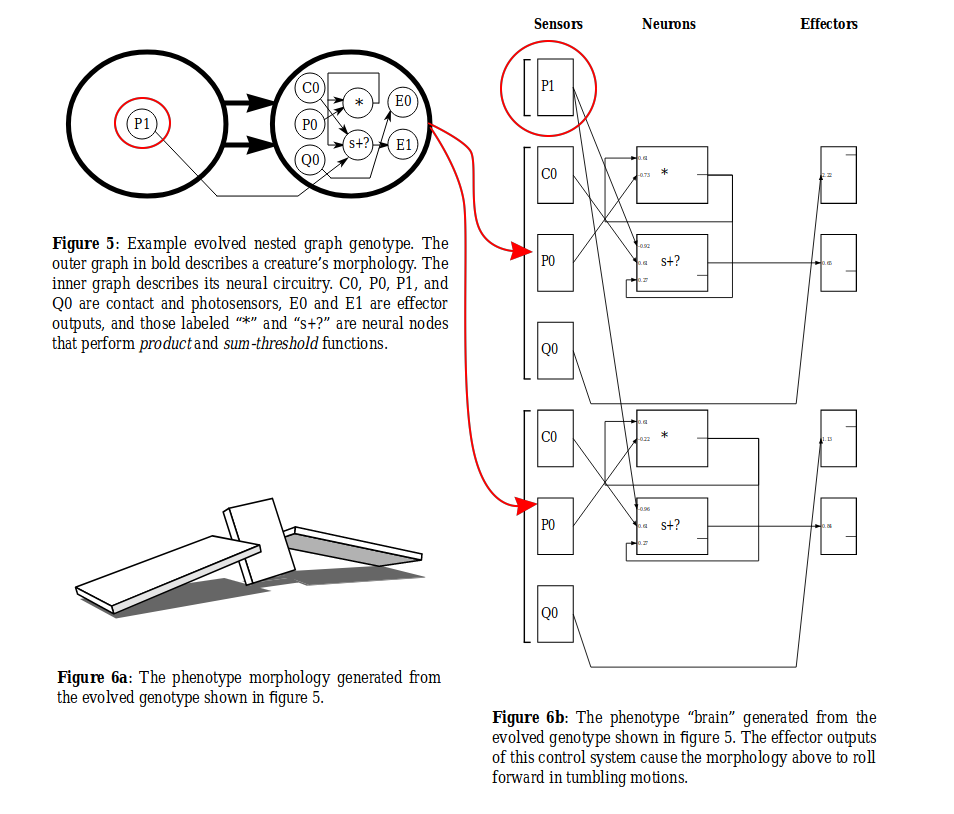 Sensors Neurons Effectors
P1
C0
P0
Q0
*
s+?
E0
E1
Figure 5: Example evolved nested graph genotype. The
outer graph in bold describes a creature's morphology. The
inner graph describes its neural circuitry. C0, P0, P1, and
Q0 are contact and photosensors, E0 and E1 are effector
outputs, and those labeled “*” and “s+?” are neural nodes
that perform product and sum-threshold functions.
Figure 6a: The phenotype morphology generated from
the evolved genotype shown in figure 5.
P1
C0
0.61
-0.73
*
P0
-0.92
0.61
0.27
s+?
0.65
Q0
C0
0.61
-0.22
*
1.13
P0
-0.96
0.61
0.27
s+?
0.84
Q0
Figure 6b: The phenotype “brain” generated from the
evolved genotype shown in figure 5. The effector outputs
of this control system cause the morphology above to roll
forward in tumbling motions.